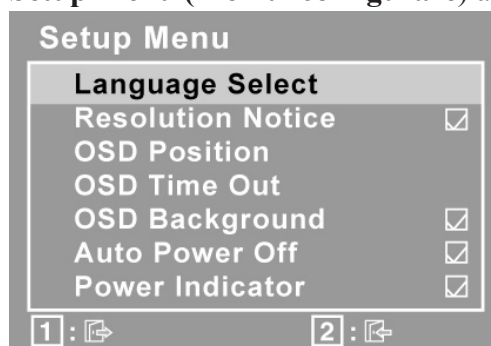 Setup Menu
Language Select
Resolution Notice
OSD Position
OSD Time Out
OSD Background
Auto Power Off
Power Indicator
1 : 2 :